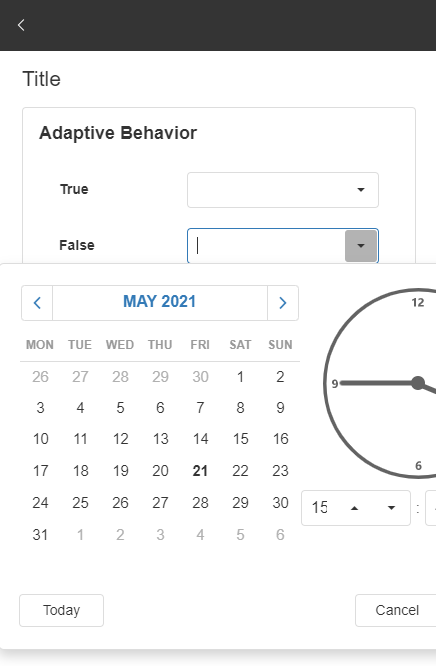 Title
Adaptive Behavior
True
False
MAY 2021
12
MON TUE WED THU FRI SAT SUN
26 27 28 29 30 1 2
3 4 5 6 7 8 9
9
10 11 12 13 14 15 16
17 18 19 20 21 22 23
6
24 25 26 27 28 29 30
15 :
31 1 2 3 4 5 6
Today
Cancel